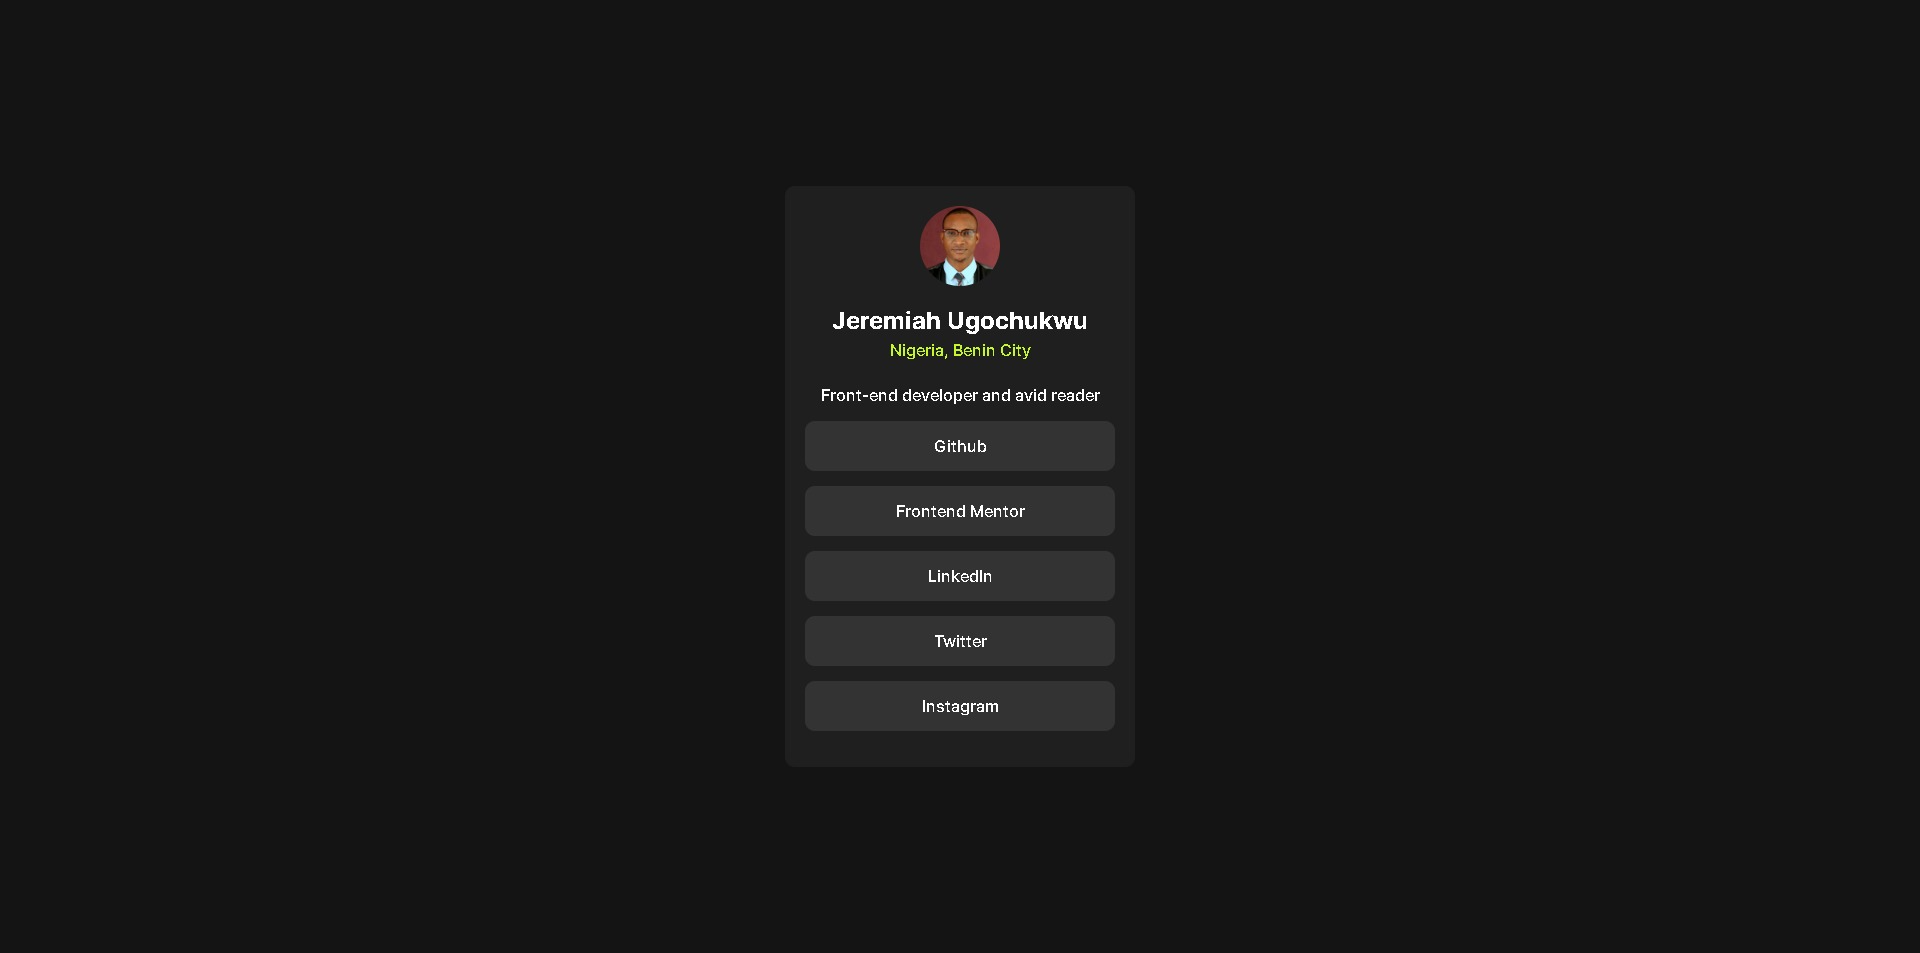 Jeremiah Ugochukwu
Nigeria, Benin City
Front-end developer and avid reader
Github
Frontend Mentor
LinkedIn
Twitter
Instagram